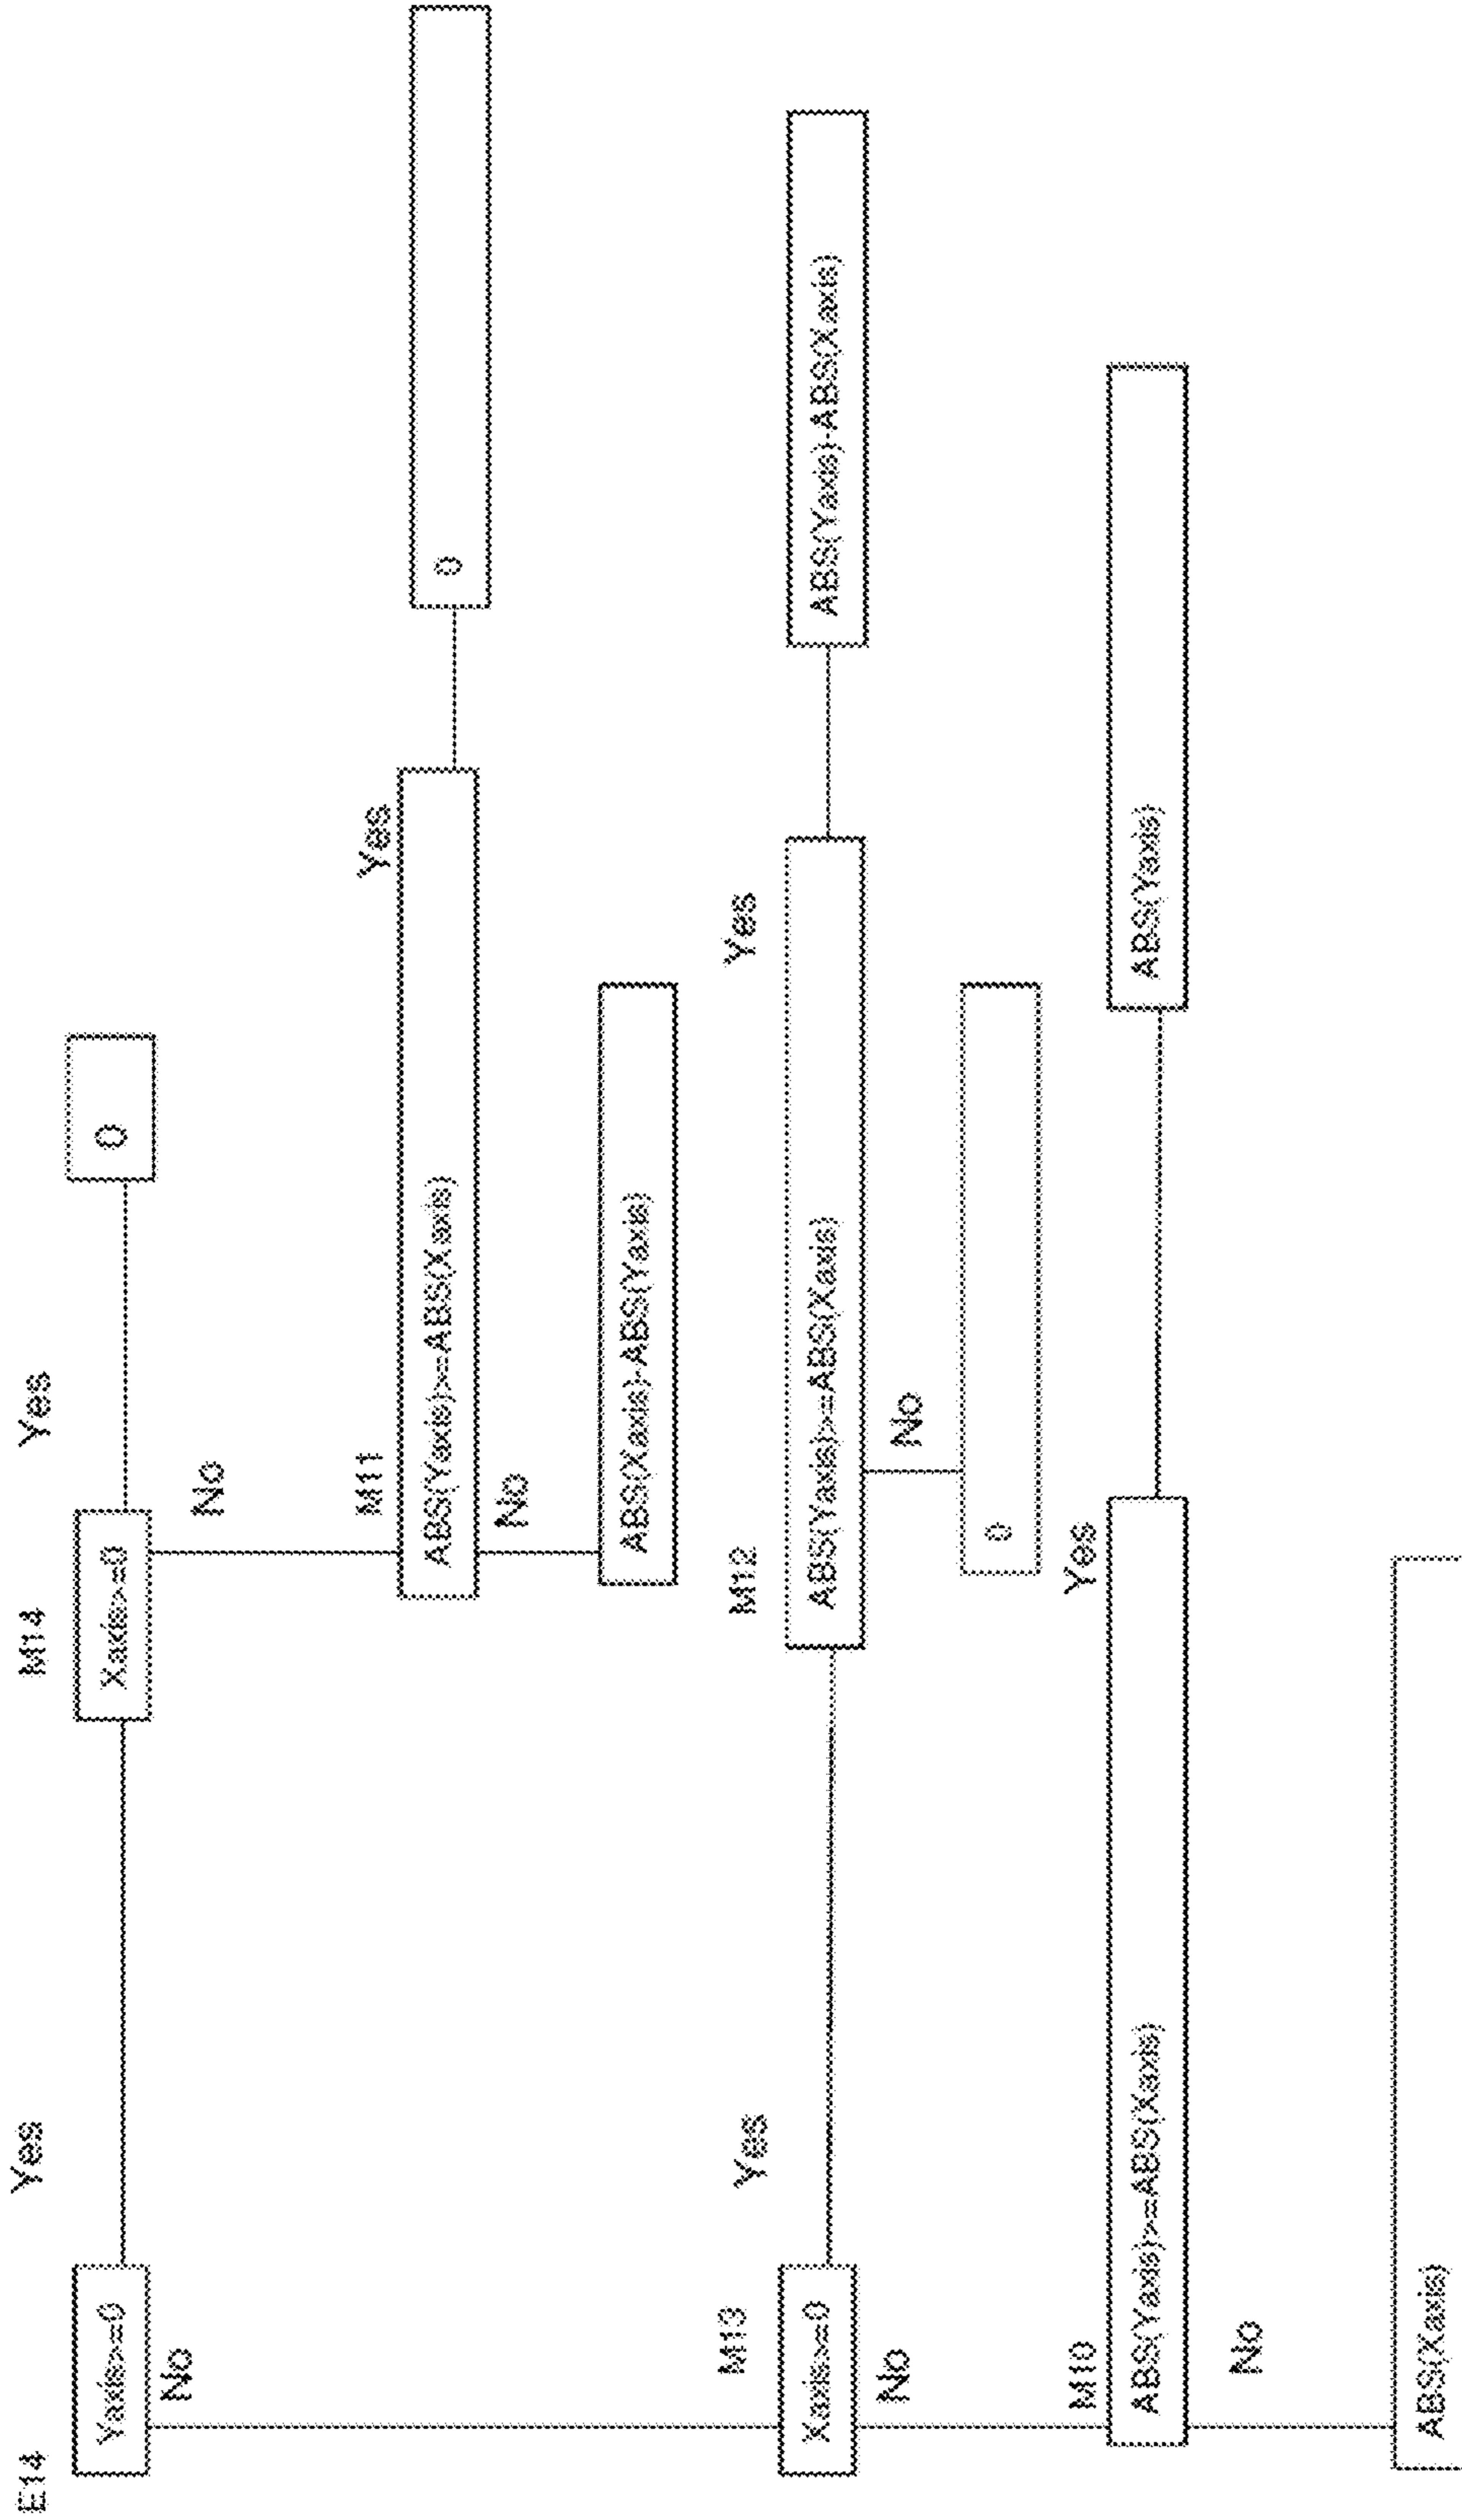 E14
Yes
M14
Yes
Yaxis>=0
Xaxis>=0
0
No
No
M11
Yes
ABS(Yaxis)>=ABS(Xaxis)
0
No
ABS(Xaxis)-ABS(Yaxis)
M13
Yes
M12
Yes
Xaxis>=0
ABS(Yaxis)>=ABS(Xaxis)
ABS(Yaxis)-ABS(Xaxis)
No
No
0
M10
Yes
ABS(Yaxis)>=ABS(Xaxis)
ABS(Yaxis)
No
ABS(Xaxis)